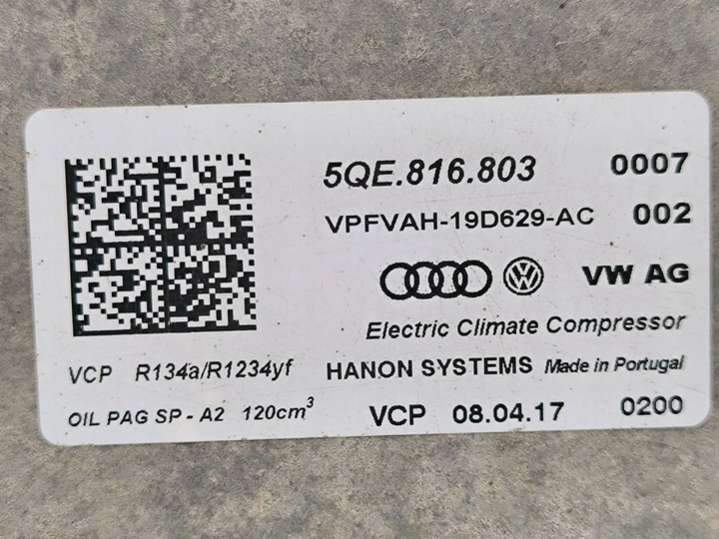 5QE.816.803 0007
VPFVAH-19D629-AC 002
VW AG
Electric Climate Compressor
VCP R134a/R1234yf HANON SYSTEMS Made in Portugal
OIL PAG SP - A2 120cm³ VCP 08.04.17 0200